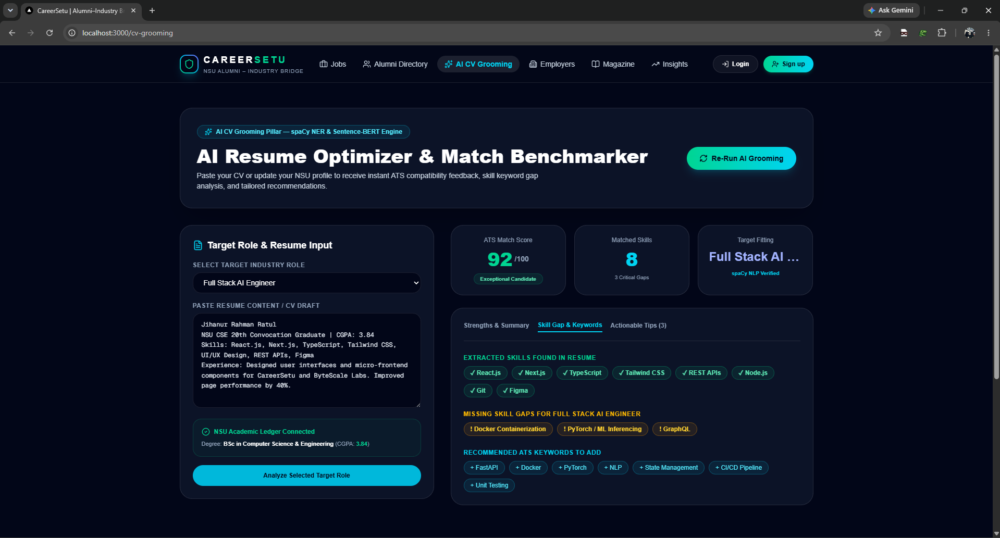 CareerSetu | Alumni–Industry B
Ask Gemini
localhost:3000/cv-grooming
CAREERSETU
NSU ALUMNI – INDUSTRY BRIDGE
Jobs
Alumni Directory
AI CV Grooming
Employers
Magazine
Insights
Login
Sign up
AI CV Grooming Pillar — spaCy NER & Sentence-BERT Engine
AI Resume Optimizer & Match Benchmarker
Paste your CV or update your NSU profile to receive instant ATS compatibility feedback, skill keyword gap
analysis, and tailored recommendations.
Re-Run AI Grooming
Target Role & Resume Input
SELECT TARGET INDUSTRY ROLE
Full Stack AI Engineer
PASTE RESUME CONTENT / CV DRAFT
Jihanur Rahman Ratul
NSU CSE 20th Convocation Graduate | CGPA: 3.84
Skills: React.js, Next.js, TypeScript, Tailwind CSS,
UI/UX Design, REST APIs, Figma
Experience: Designed user interfaces and micro-frontend
components for CareerSetu and ByteScale Labs. Improved
page performance by 40%.
NSU Academic Ledger Connected
Degree: BSc in Computer Science & Engineering (CGPA: 3.84)
Analyze Selected Target Role
ATS Match Score
92 /100
Exceptional Candidate
Matched Skills
8
3 Critical Gaps
Target Fitting
Full Stack AI ...
spaCy NLP Verified
Strengths & Summary
Skill Gap & Keywords
Actionable Tips (3)
EXTRACTED SKILLS FOUND IN RESUME
✓ React.js
✓ Next.js
✓ TypeScript
✓ Tailwind CSS
✓ REST APIs
✓ Node.js
✓ Git
✓ Figma
MISSING SKILL GAPS FOR FULL STACK AI ENGINEER
! Docker Containerization
! PyTorch / ML Inferencing
! GraphQL
RECOMMENDED ATS KEYWORDS TO ADD
+ FastAPI
+ Docker
+ PyTorch
+ NLP
+ State Management
+ CI/CD Pipeline
+ Unit Testing